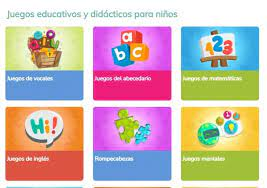 Juegos educativos y didácticos para niños
a
b
c
Juegos de vocales
Juegos del abecedario
123
Juegos de matemáticas
Hi!
Juegos de inglés
Rompecabezas
Juegos mentales